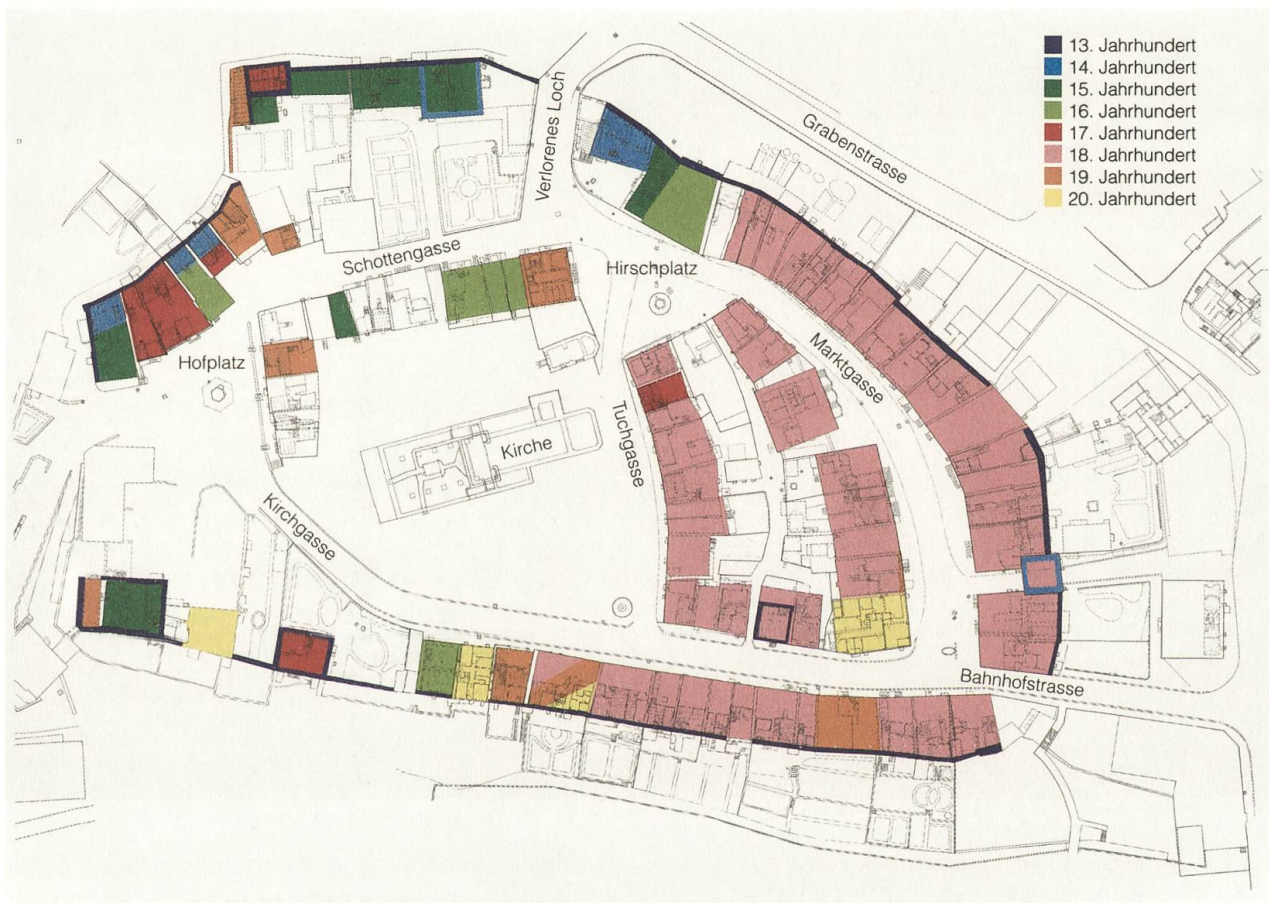 13. Jahrhundert
14. Jahrhundert
15. Jahrhundert
16. Jahrhundert
17. Jahrhundert
18. Jahrhundert
19. Jahrhundert
20. Jahrhundert
Grabenstrasse
Verlorenes Loch
Schottengasse
Hirschplatz
Hofplatz
Marktgasse
Tuchgasse
Kirche
Kirchgasse
Bahnhofstrasse